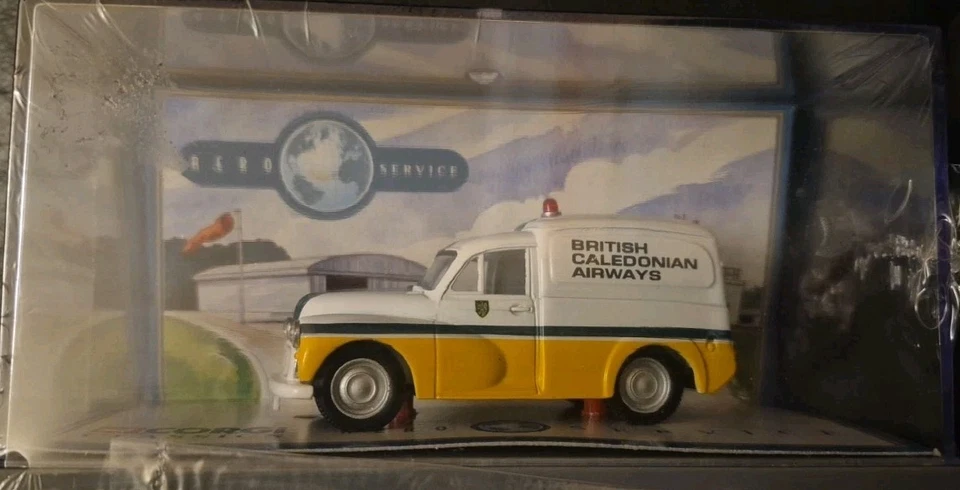 AERO SERVICE
BRITISH
CALEDONIAN
AIRWAYS